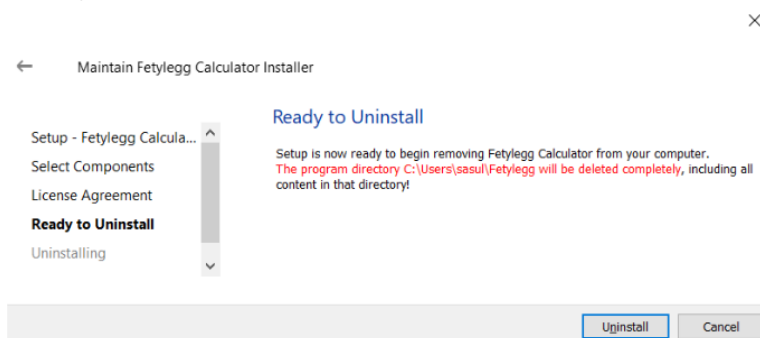 Maintain Fetylegg Calculator Installer
Setup - Fetylegg Calcula...
Select Components
License Agreement
Ready to Uninstall
Uninstalling
Ready to Uninstall
Setup is now ready to begin removing Fetylegg Calculator from your computer.
The program directory C:\Users\sasul\Fetylegg will be deleted completely, including all
content in that directory!
Uninstall
Cancel